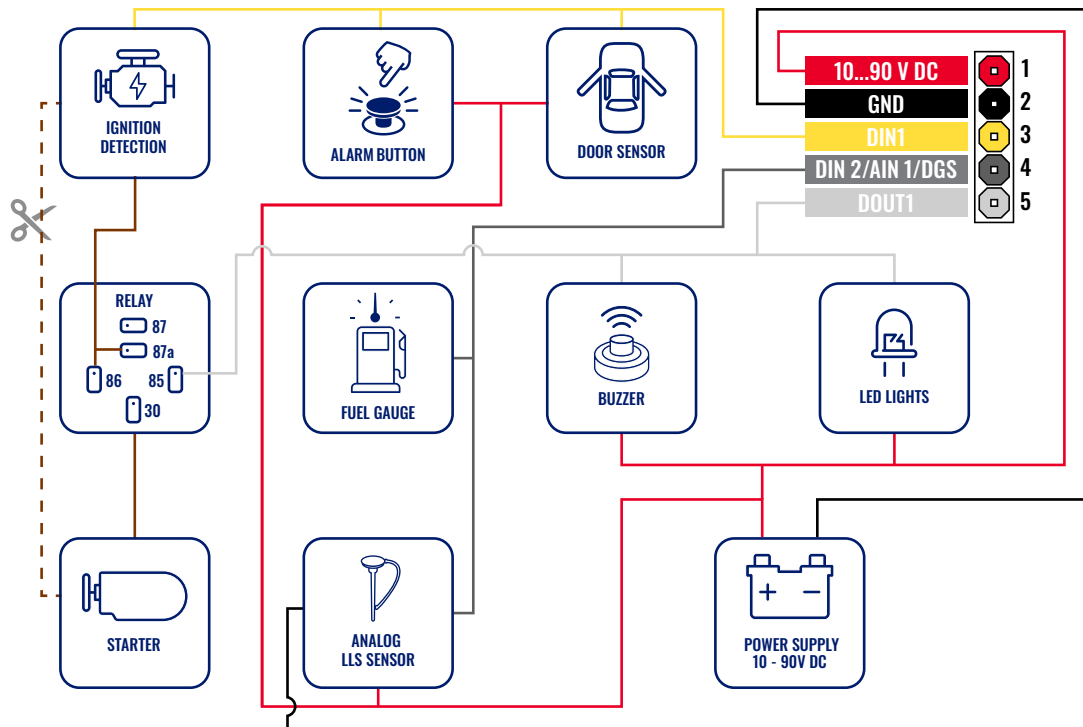 10...90 V DC
1
GND
2
DIN1
3
DIN 2/AIN 1/DGS
4
DOUT1
5
IGNITION
DETECTION
ALARM BUTTON
DOOR SENSOR
RELAY
87
87a
86
85
30
FUEL GAUGE
BUZZER
LED LIGHTS
STARTER
ANALOG
LLS SENSOR
POWER SUPPLY
10 - 90V DC